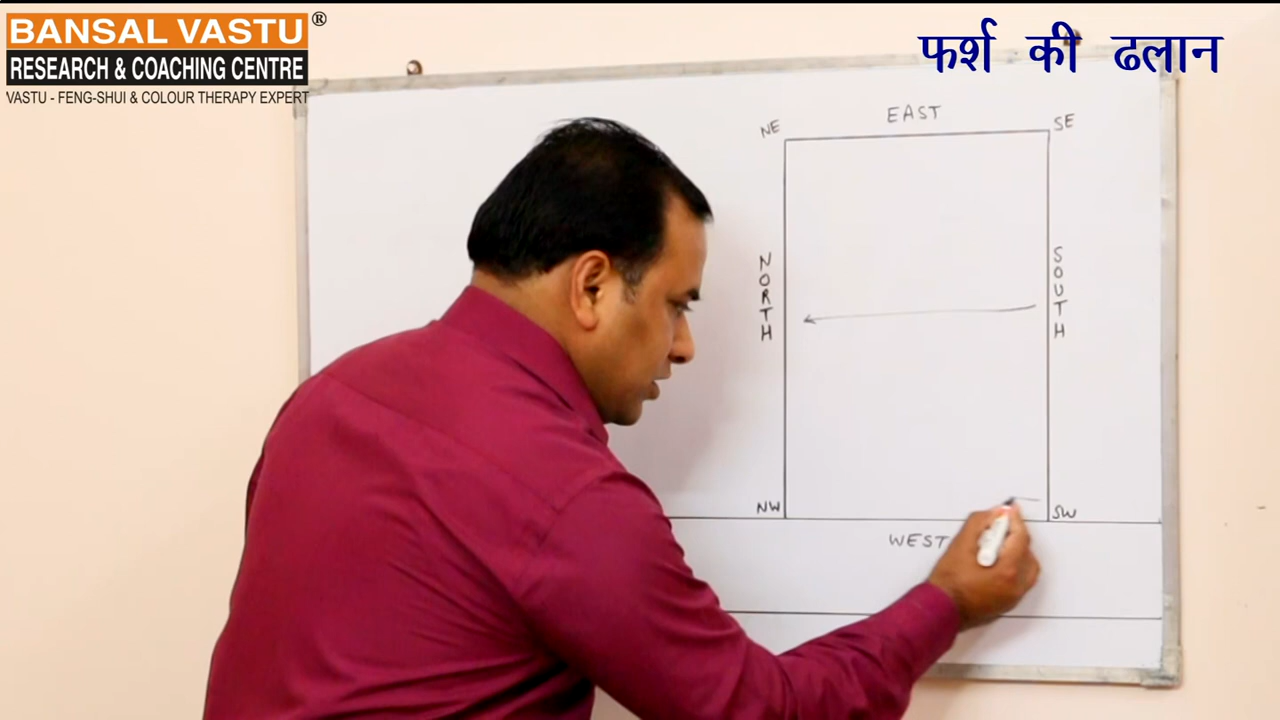 BANSAL VASTU®
RESEARCH & COACHING CENTRE
VASTU - FENG-SHUI & COLOUR THERAPY EXPERT
फर्श की ढलान
EAST
NE
SE
NORTH
SOUTH
NW
SW
WEST